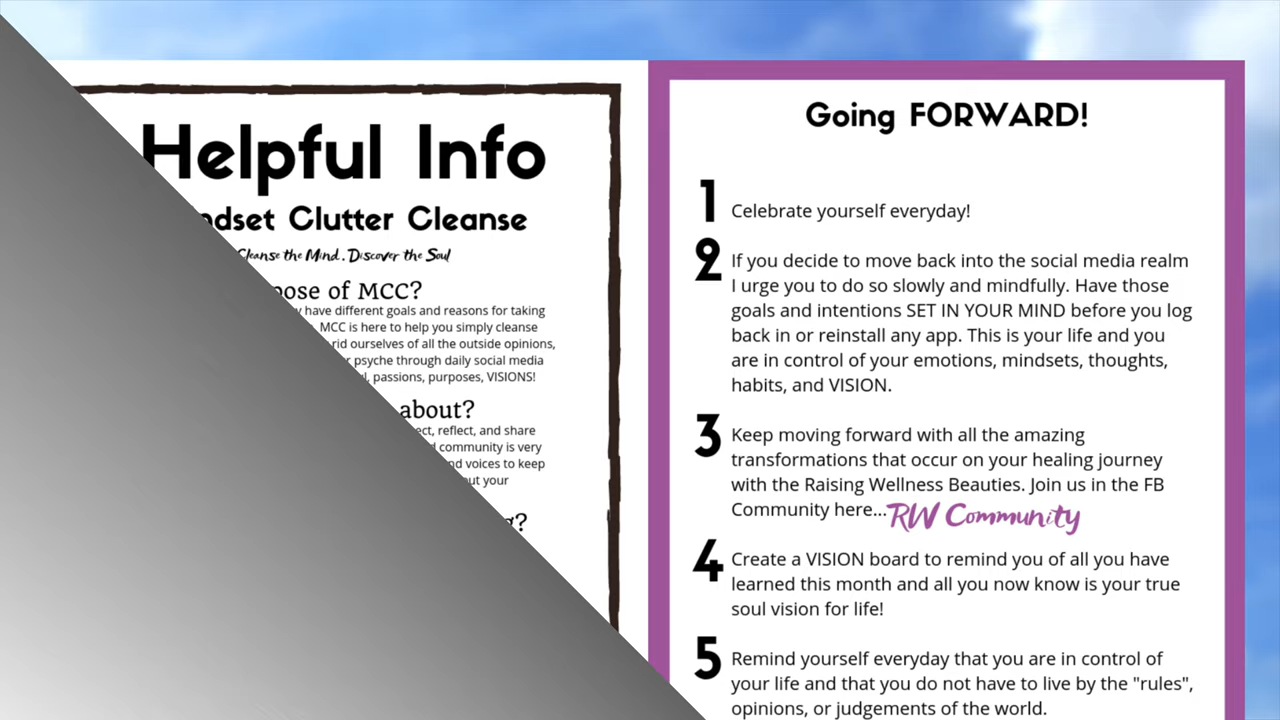 Helpful Info
Clutter Cleanse
Cleanse the Mind. Discover the Soul
of MCC?
have different goals and reasons for taking
MCC is here to help you simply cleanse
rid ourselves of all the outside opinions,
psyche through daily social media
passions, purposes, VISIONS!
about?
reflect, and share
community is very
voices to keep
your
Going FORWARD!
1 Celebrate yourself everyday!
2 If you decide to move back into the social media realm
I urge you to do so slowly and mindfully. Have those
goals and intentions SET IN YOUR MIND before you log
back in or reinstall any app. This is your life and you
are in control of your emotions, mindsets, thoughts,
habits, and VISION.
3 Keep moving forward with all the amazing
transformations that occur on your healing journey
with the Raising Wellness Beauties. Join us in the FB
Community here...RW Community
4 Create a VISION board to remind you of all you have
learned this month and all you now know is your true
soul vision for life!
5 Remind yourself everyday that you are in control of
your life and that you do not have to live by the "rules",
opinions, or judgements of the world.